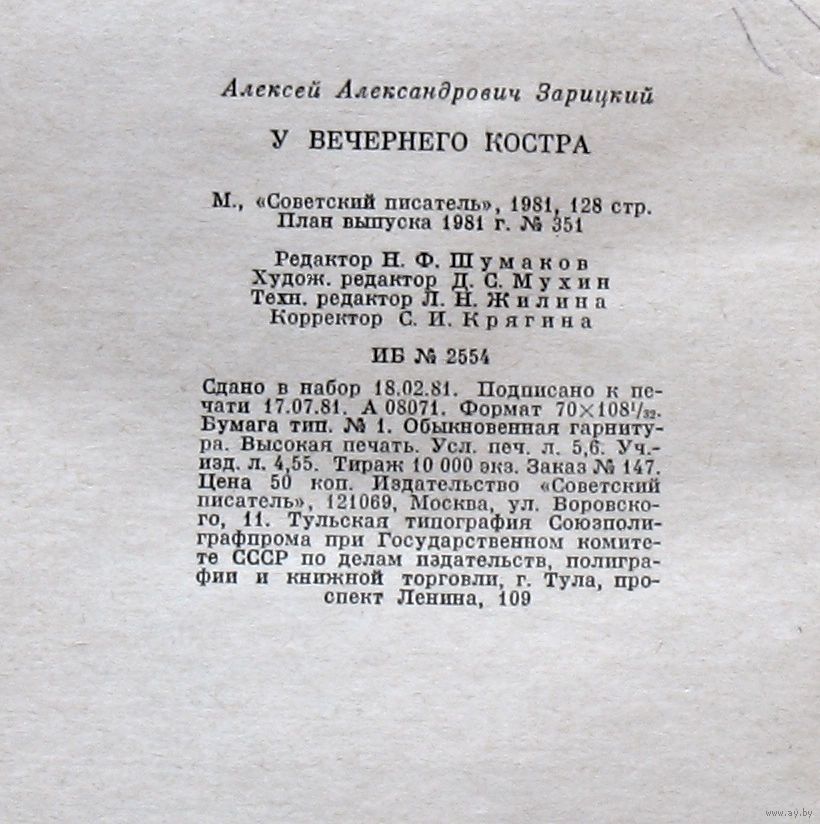 Алексей Александрович Зарицкий
У ВЕЧЕРНЕГО КОСТРА
М., «Советский писатель», 1981, 128 стр.
План выпуска 1981 г. № 351
Редактор Н. Ф. Шумаков
Худож. редактор Д. С. Мухин
Техн. редактор Л. Н. Жилина
Корректор С. И. Крягина
ИБ № 2554
Сдано в набор 18.02.81. Подписано к пе-
чати 17.07.81. А 08071. Формат 70×108¹/₃₂.
Бумага тип. № 1. Обыкновенная гарниту-
ра. Высокая печать. Усл. печ. л. 5,6. Уч.-
изд. л. 4,55. Тираж 10 000 экз. Заказ № 147.
Цена 50 коп. Издательство «Советский
писатель», 121069, Москва, ул. Воровско-
го, 11. Тульская типография Союзполи-
графпрома при Государственном комите-
те СССР по делам издательств, полигра-
фии и книжной торговли, г. Тула, про-
спект Ленина, 109
www.ay.by